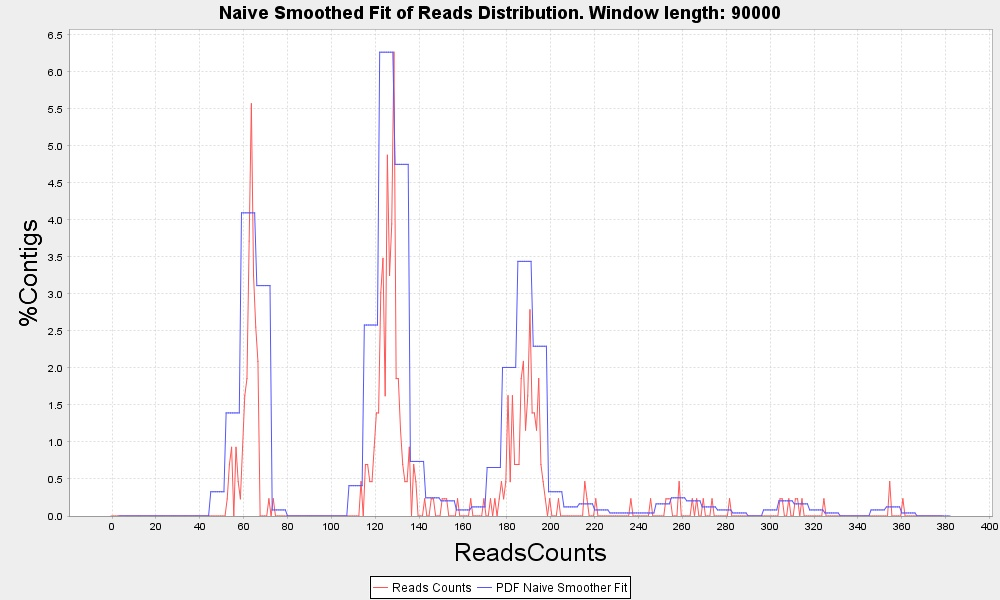 Naive Smoothed Fit of Reads Distribution. Window length: 90000
%Contigs
6.5
6.0
5.5
5.0
4.5
4.0
3.5
3.0
2.5
2.0
1.5
1.0
0.5
0.0
0 20 40 60 80 100 120 140 160 180 200 220 240 260 280 300 320 340 360 380 400
ReadsCounts
Reads Counts PDF Naive Smoother Fit